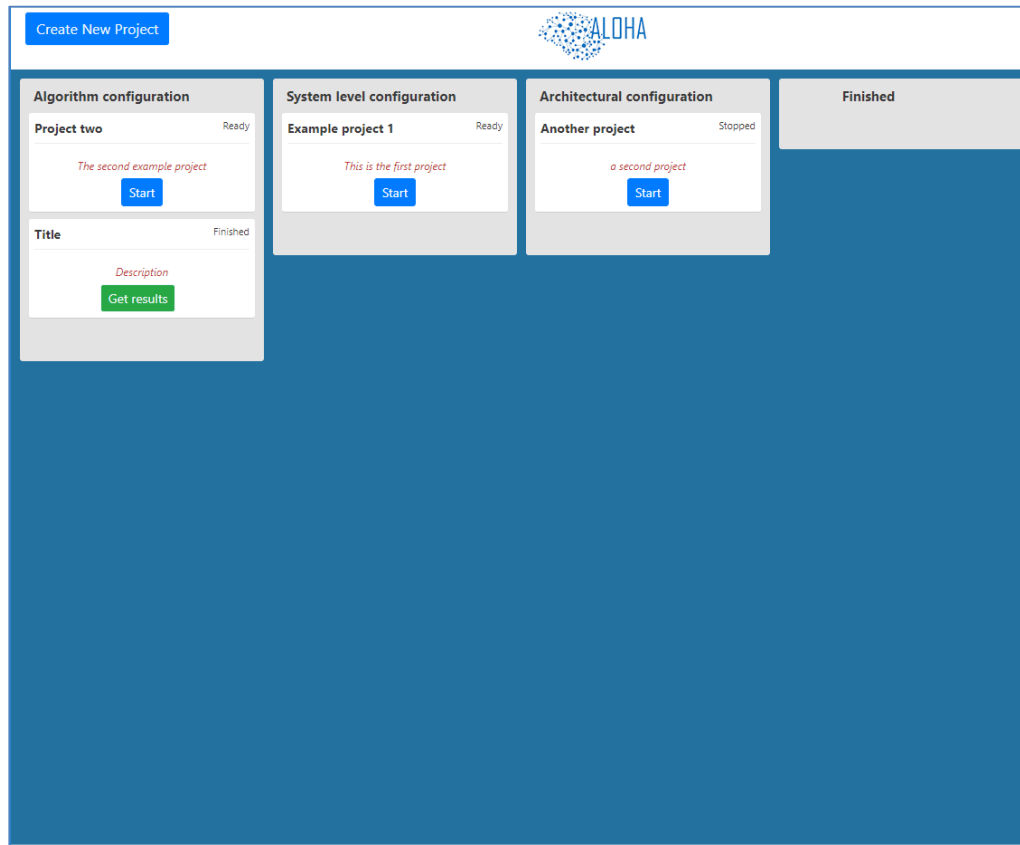 Create New Project
ALOHA
Algorithm configuration
Project two
Ready
The second example project
Start
Title
Finished
Description
Get results
System level configuration
Example project 1
Ready
This is the first project
Start
Architectural configuration
Another project
Stopped
a second project
Start
Finished